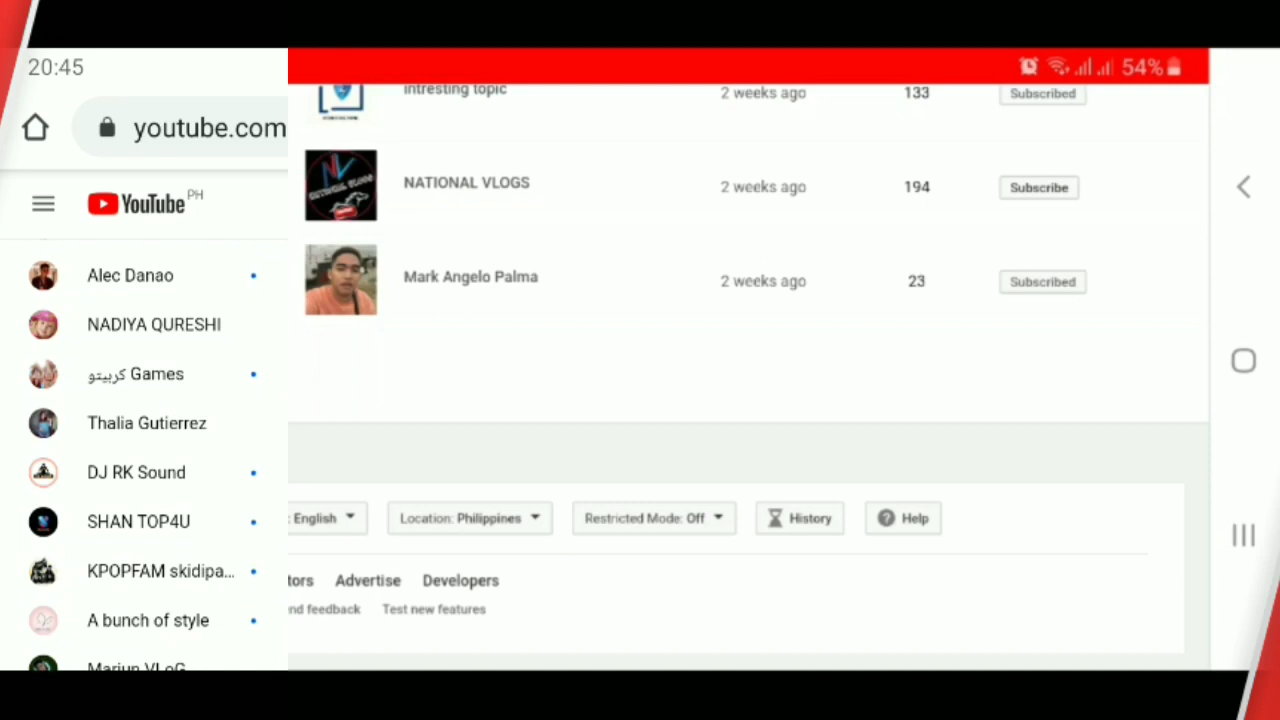 20:45
54%
youtube.com
YouTube PH
Alec Danao
NADIYA QURESHI
كربيتو Games
Thalia Gutierrez
DJ RK Sound
SHAN TOP4U
KPOPFAM skidipa...
A bunch of style
Mariun VLoG
intresting topic 2 weeks ago 133 Subscribed
NATIONAL VLOGS 2 weeks ago 194 Subscribe
Mark Angelo Palma 2 weeks ago 23 Subscribed
: English Location: Philippines Restricted Mode: Off History Help
tors Advertise Developers
nd feedback Test new features